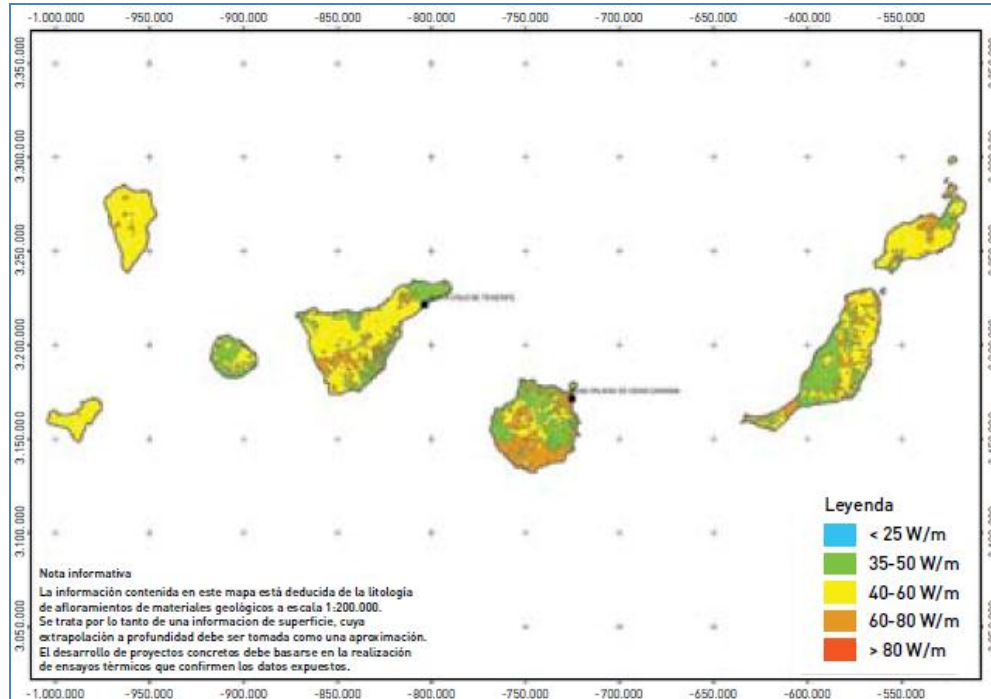 -1.000.000 -950.000 -900.000 -850.000 -800.000 -750.000 -700.000 -650.000 -600.000 -550.000
3.350.000
3.300.000
3.250.000
3.200.000
3.150.000
3.100.000
3.050.000
DE TENERIFE
Leyenda
< 25 W/m
35-50 W/m
40-60 W/m
60-80 W/m
> 80 W/m
Nota informativa
La información contenida en este mapa está deducida de la litología
de afloramientos de materiales geológicos a escala 1:200.000.
Se trata por lo tanto de una informacion de superficie, cuya
extrapolación a profundidad debe ser tomada como una aproximación.
El desarrollo de proyectos concretos debe basarse en la realización
de ensayos térmicos que confirmen los datos expuestos.
-1.000.000 -950.000 -900.000 -850.000 -800.000 -750.000 -700.000 -650.000 -600.000 -550.000